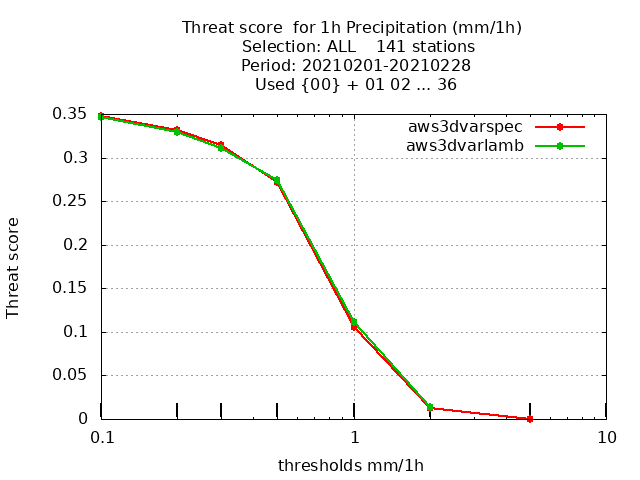 Threat score  for 1h Precipitation (mm/1h)
Selection: ALL    141 stations
Period: 20210201-20210228
Used {00} + 01 02 ... 36
aws3dvarspec
aws3dvarlamb
Threat score
0.35
0.3
0.25
0.2
0.15
0.1
0.05
0
0.1
1
10
thresholds mm/1h